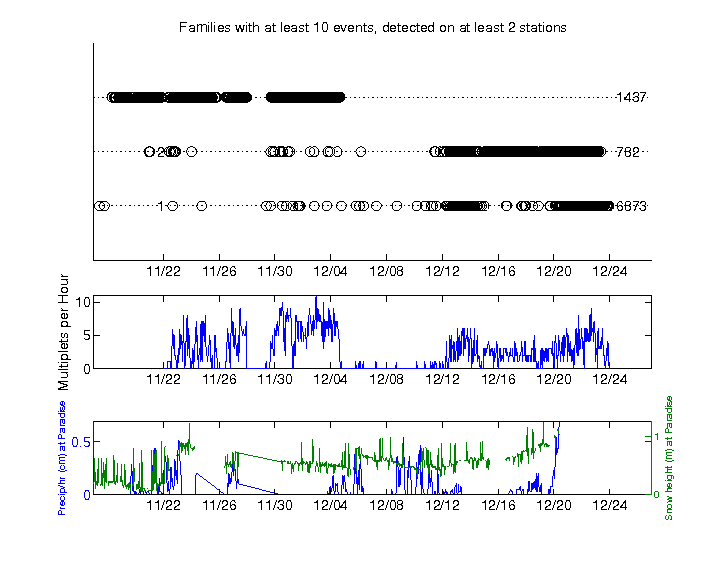 Families with at least 10 events, detected on at least 2 stations
1437
2
782
1
6873
11/22 11/26 11/30 12/04 12/08 12/12 12/16 12/20 12/24
Multiplets per Hour
10
5
0
11/22 11/26 11/30 12/04 12/08 12/12 12/16 12/20 12/24
Precip/hr (cm) at Paradise
0.5
0
1
0
Snow height (m) at Paradise
11/22 11/26 11/30 12/04 12/08 12/12 12/16 12/20 12/24